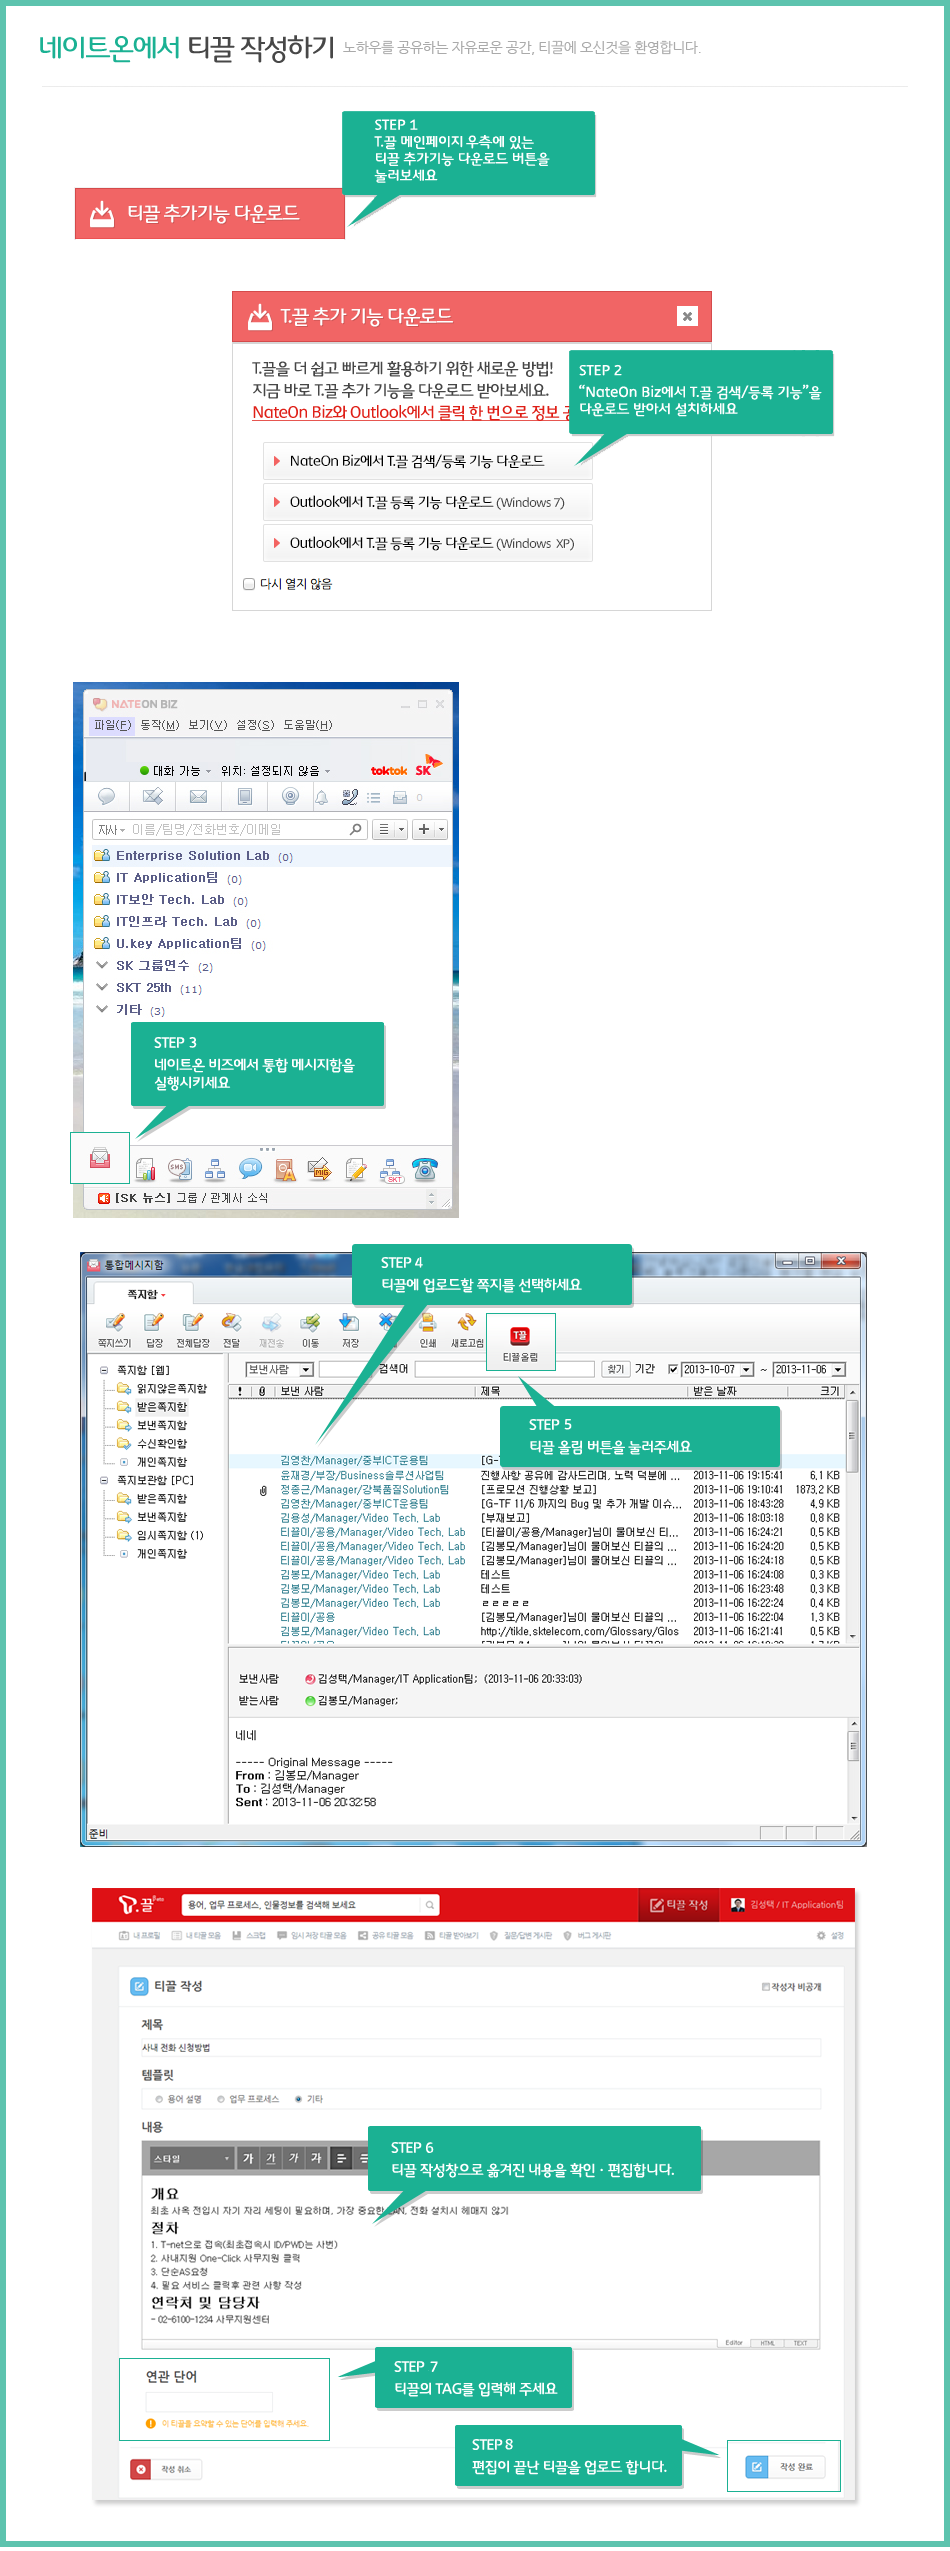 네이트온에서 티끌 작성하기 노하우를 공유하는 자유로운 공간, 티끌에 오신것을 환영합니다.
STEP 1
T.끌 메인페이지 우측에 있는
티끌 추가기능 다운로드 버튼을
눌러보세요
티끌 추가기능 다운로드
T.끌 추가 기능 다운로드
T.끌을 더 쉽고 빠르게 활용하기 위한 새로운 방법!
지금 바로 T.끌 추가 기능을 다운로드 받아보세요.
NateOn Biz와 Outlook에서 클릭 한 번으로 정보
STEP 2
“NateOn Biz에서 T.끌 검색/등록 기능”을
다운로드 받아서 설치하세요
NateOn Biz에서 T.끌 검색/등록 기능 다운로드
Outlook에서 T.끌 등록 기능 다운로드 (Windows 7)
Outlook에서 T.끌 등록 기능 다운로드 (Windows XP)
다시 열지 않음
NATEON BIZ
파일(F) 동작(M) 보기(V) 설정(S) 도움말(H)
대화 가능 위치: 설정되지 않음 toktok SK
0
자사 이름/팀명/전화번호/이메일
Enterprise Solution Lab (0)
IT Application팀 (0)
IT보안 Tech. Lab (0)
IT인프라 Tech. Lab (0)
U.key Application팀 (0)
SK 그룹연수 (2)
SKT 25th (11)
기타 (3)
STEP 3
네이트온 비즈에서 통합 메시지함을
실행시키세요
SMS MIG SKT
[SK 뉴스] 그룹 / 관계사 소식
통합메시지함
STEP 4
티끌에 업로드할 쪽지를 선택하세요
쪽지함
쪽지쓰기 답장 전체답장 전달 재전송 이동 저장 인쇄 새로고침
T끌
티끌올림
쪽지함 [웹]
읽지않은쪽지함
받은쪽지함
보낸쪽지함
수신확인함
개인쪽지함
쪽지보관함 [PC]
받은쪽지함
보낸쪽지함
임시쪽지함 (1)
개인쪽지함
보낸사람 검색어 찾기 기간 2013-10-07 ~ 2013-11-06
! 보낸 사람 제목 받은 날짜 크기
STEP 5
티끌 올림 버튼을 눌러주세요
김영찬/Manager/중부ICT운용팀 [G-T
윤재경/부장/Business솔루션사업팀 진행사항 공유에 감사드리며, 노력 덕분에 ... 2013-11-06 19:15:41 6,1 KB
정종근/Manager/강북품질Solution팀 [프로모션 진행상황 보고] 2013-11-06 19:10:41 1873,2 KB
김영찬/Manager/중부ICT운용팀 [G-TF 11/6 까지의 Bug 및 추가 개발 이슈... 2013-11-06 18:43:28 4,9 KB
김용성/Manager/Video Tech. Lab [부재보고] 2013-11-06 18:03:18 0,8 KB
티끌이/공용/Manager/Video Tech. Lab [티끌이/공용/Manager]님이 물어보신 티... 2013-11-06 16:24:21 0,5 KB
티끌이/공용/Manager/Video Tech. Lab [김봉모/Manager]님이 물어보신 티끌의 ... 2013-11-06 16:24:20 0,5 KB
티끌이/공용/Manager/Video Tech. Lab [김봉모/Manager]님이 물어보신 티끌의 ... 2013-11-06 16:24:18 0,5 KB
김봉모/Manager/Video Tech. Lab 테스트 2013-11-06 16:24:08 0,3 KB
김봉모/Manager/Video Tech. Lab 테스트 2013-11-06 16:23:48 0,3 KB
김봉모/Manager/Video Tech. Lab ㄹㄹㄹㄹㄹ 2013-11-06 16:22:24 0,4 KB
티끌이/공용 [김봉모/Manager]님이 물어보신 티끌의 ... 2013-11-06 16:22:04 1,3 KB
김봉모/Manager/Video Tech. Lab http://tikle.sktelecom.com/Glossary/Glos 2013-11-06 16:21:41 0,5 KB
보낸사람 김성택/Manager/IT Application팀; (2013-11-06 20:33:03)
받는사람 김봉모/Manager;
네네
----- Original Message -----
From : 김봉모/Manager
To : 김성택/Manager
Sent : 2013-11-06 20:32:58
준비
T.끌 용어, 업무 프로세스, 인물정보를 검색해 보세요 티끌 작성 김성택 / IT Application팀
내 프로필 내 티끌 모음 스크랩 임시 저장 티끌 모음 공유 티끌 모음 티끌 받아보기 질문/답변 게시판 버그 게시판 설정
티끌 작성 작성자 비공개
제목
사내 전화 신청방법
템플릿
용어 설명 업무 프로세스 기타
내용
스타일 가 가 가 가
STEP 6
티끌 작성창으로 옮겨진 내용을 확인 · 편집합니다.
개요
최초 사옥 전입시 자기 자리 세팅이 필요하며, 가장 중요한 LAN, 전화 설치시 헤매지 않기
절차
1. T-net으로 접속(최초접속시 ID/PWD는 사번)
2. 사내지원 One-Click 사무지원 클릭
3. 단순AS요청
4. 필요 서비스 클릭후 관련 사항 작성
연락처 및 담당자
- 02-6100-1234 사무지원센터
Editor HTML TEXT
연관 단어
이 티끌을 요약할 수 있는 단어를 입력해 주세요.
STEP 7
티끌의 TAG를 입력해 주세요
STEP 8
편집이 끝난 티끌을 업로드 합니다.
작성 취소 작성 완료